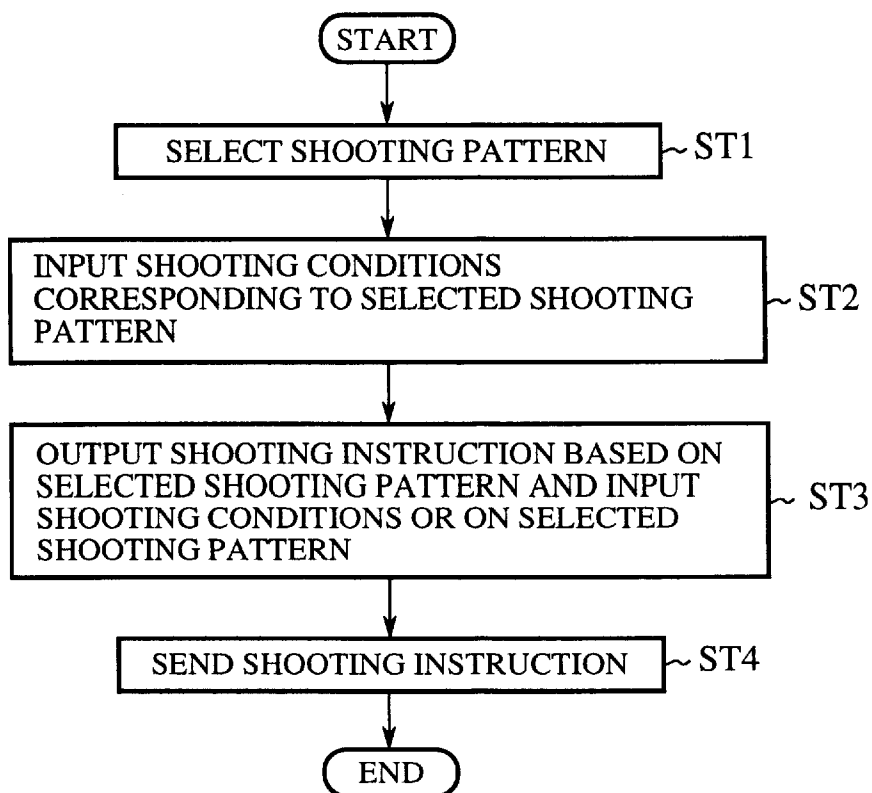 START
SELECT SHOOTING PATTERN
~ ST1
INPUT SHOOTING CONDITIONS
CORRESPONDING TO SELECTED SHOOTING
PATTERN
~ ST2
OUTPUT SHOOTING INSTRUCTION BASED ON
SELECTED SHOOTING PATTERN AND INPUT
SHOOTING CONDITIONS OR ON SELECTED
SHOOTING PATTERN
~ ST3
SEND SHOOTING INSTRUCTION
~ ST4
END